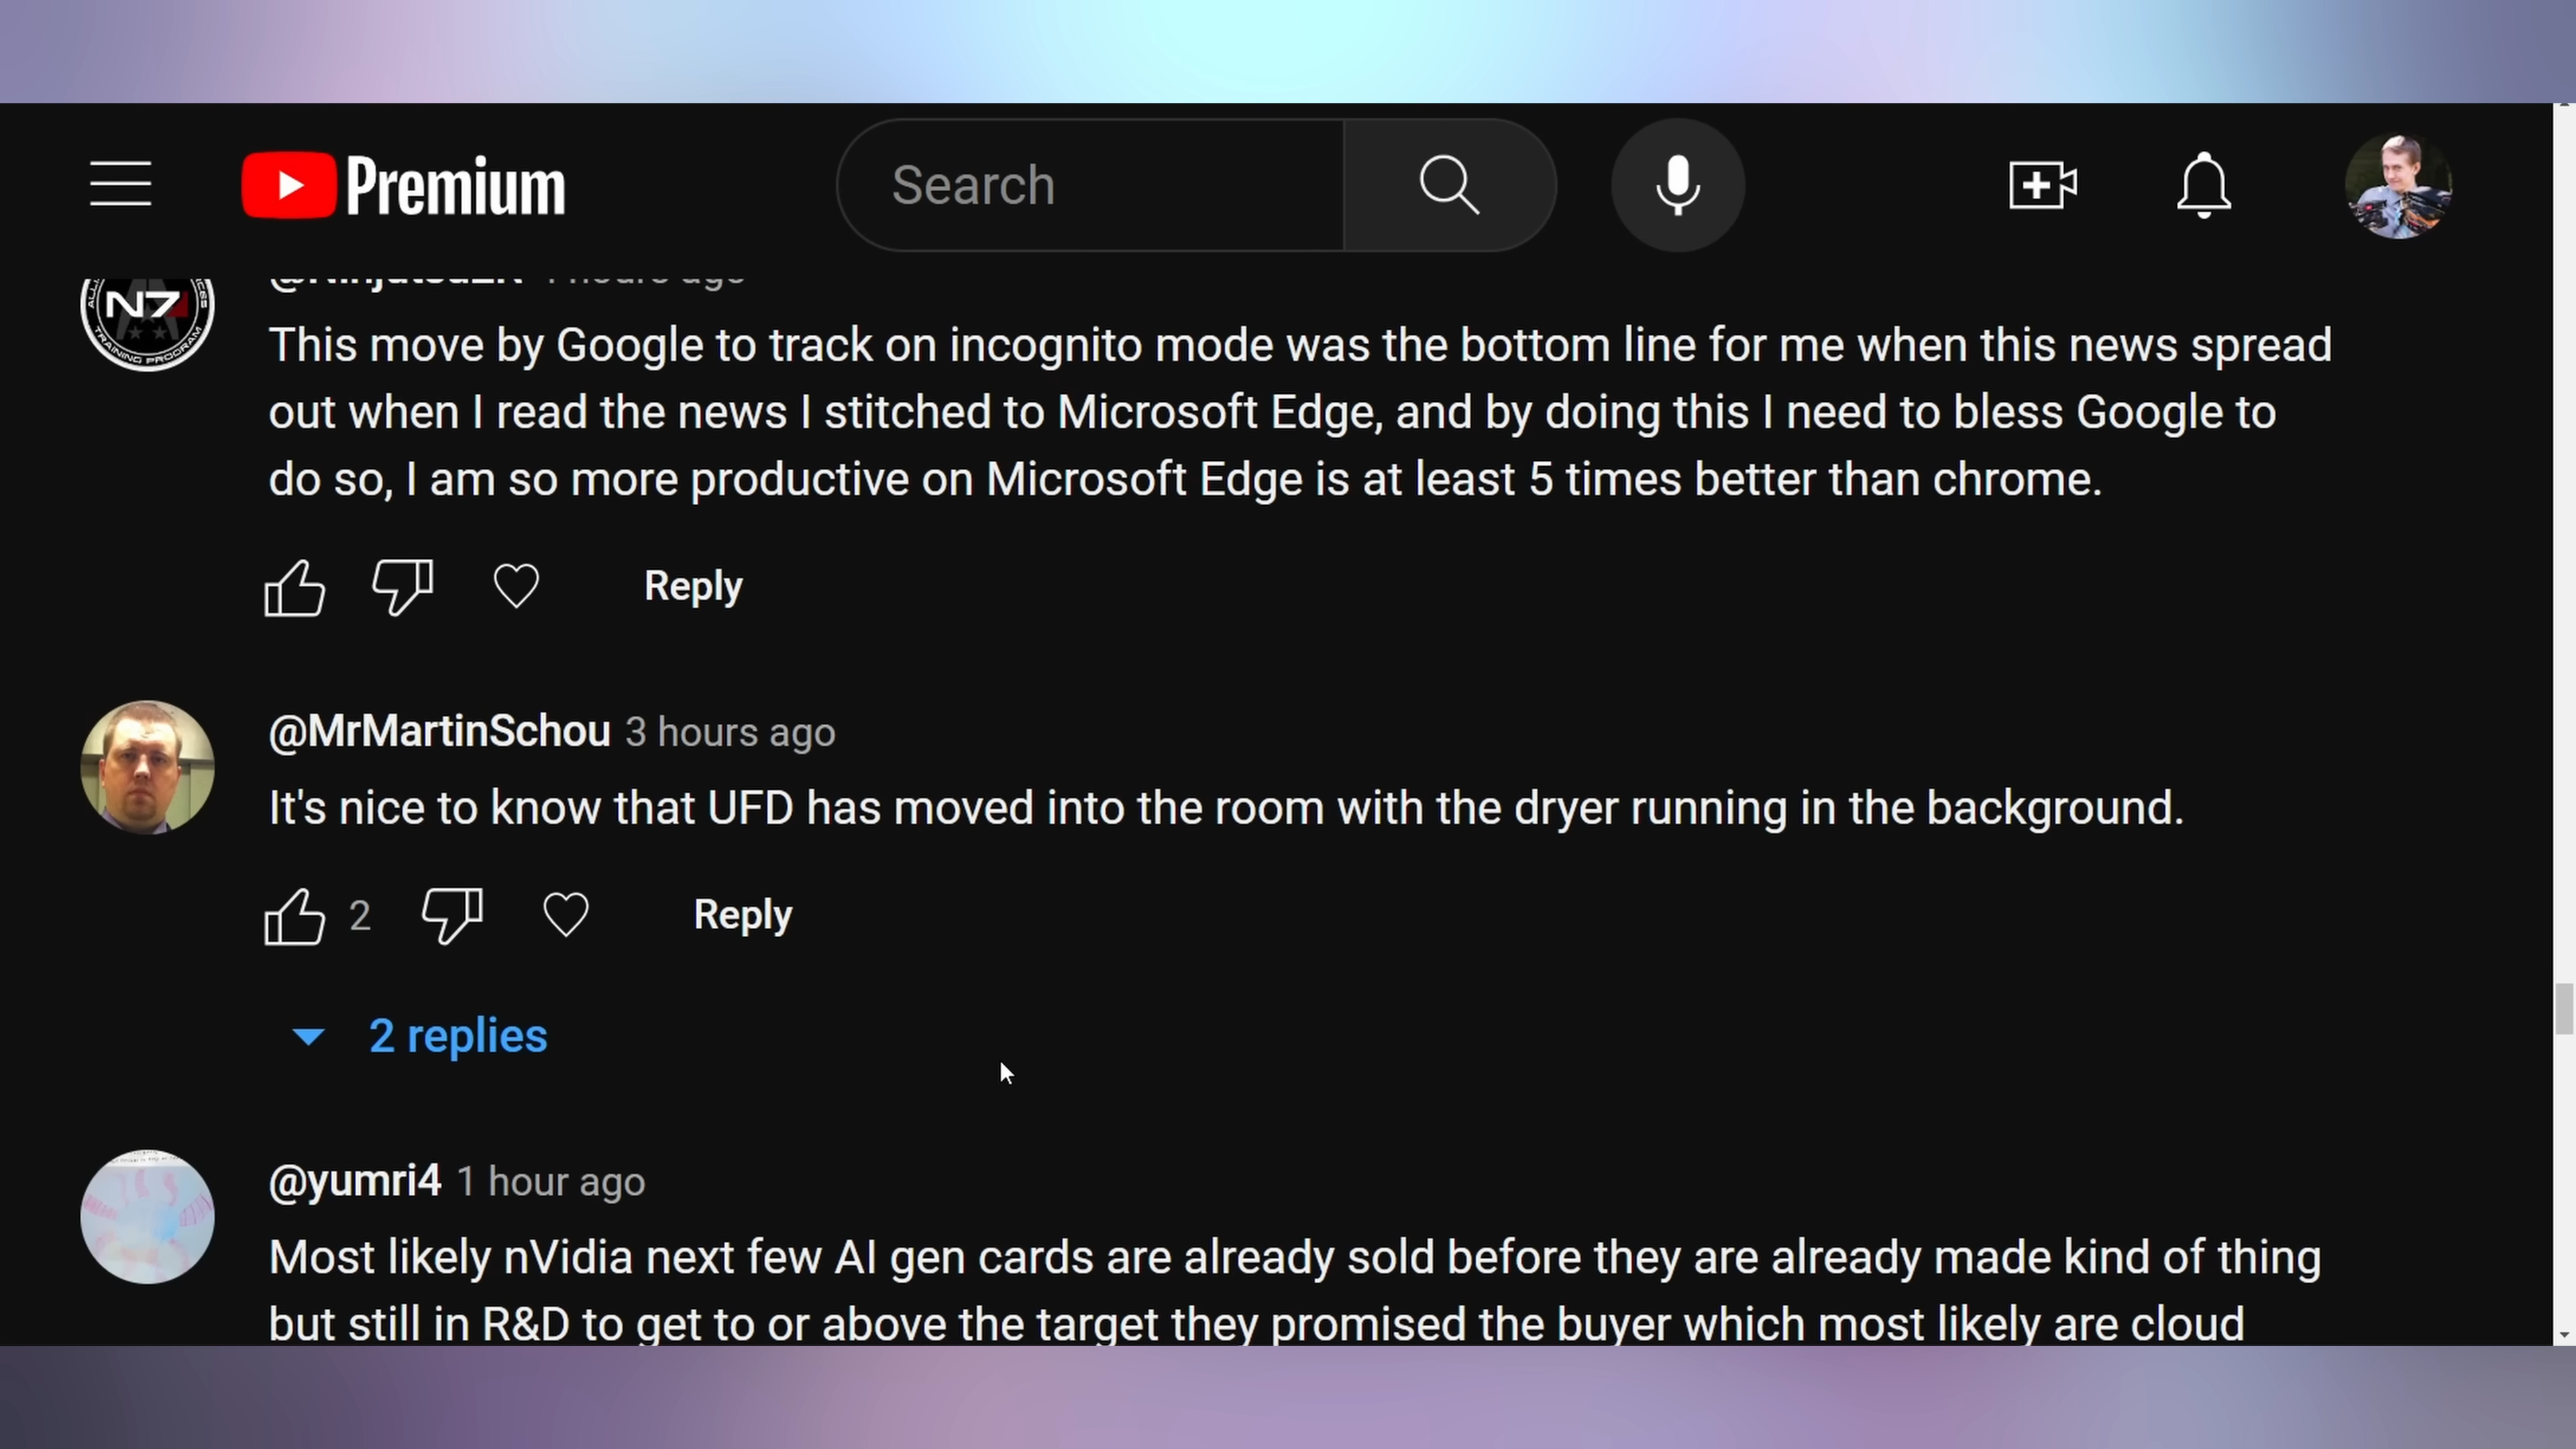 Premium
Search
N7
TRAINING PROGRAM
hours ago
This move by Google to track on incognito mode was the bottom line for me when this news spread
out when I read the news I stitched to Microsoft Edge, and by doing this I need to bless Google to
do so, I am so more productive on Microsoft Edge is at least 5 times better than chrome.
Reply
@MrMartinSchou 3 hours ago
It's nice to know that UFD has moved into the room with the dryer running in the background.
2 Reply
2 replies
@yumri4 1 hour ago
Most likely nVidia next few AI gen cards are already sold before they are already made kind of thing
but still in R&D to get to or above the target they promised the buyer which most likely are cloud